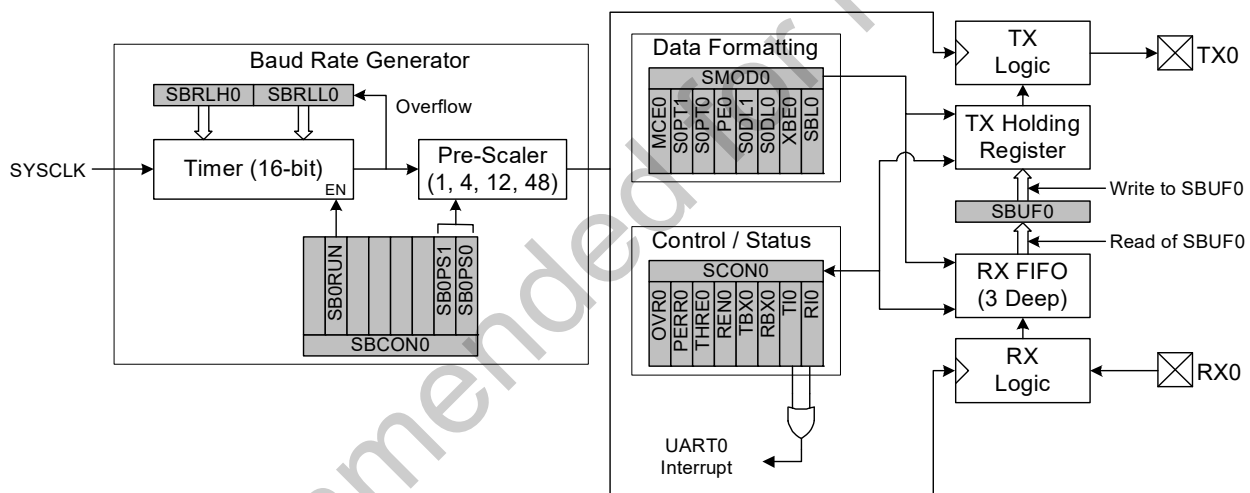 Baud Rate Generator
SBRLH0 SBRLL0
Overflow
SYSCLK
Timer (16-bit)
EN
Pre-Scaler
(1, 4, 12, 48)
SB0RUN
SB0PS1
SB0PS0
SBCON0
Data Formatting
SMOD0
MCE0
S0PT1
S0PT0
PE0
S0DL1
S0DL0
XBE0
SBL0
Control / Status
SCON0
OVR0
PERR0
THRE0
REN0
TBX0
RBX0
TI0
RI0
UART0
Interrupt
TX
Logic
TX0
TX Holding
Register
Write to SBUF0
SBUF0
Read of SBUF0
RX FIFO
(3 Deep)
RX
Logic
RX0